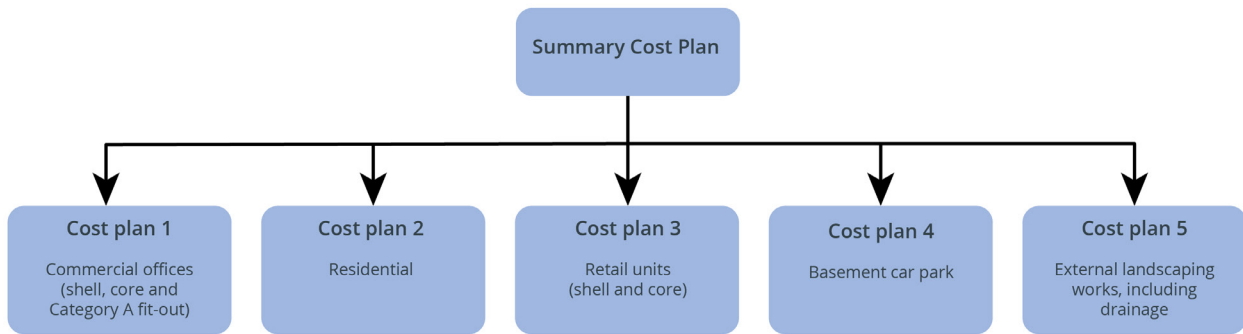 Summary Cost Plan
Cost plan 1
Commercial offices
(shell, core and
Category A fit-out)
Cost plan 2
Residential
Cost plan 3
Retail units
(shell and core)
Cost plan 4
Basement car park
Cost plan 5
External landscaping
works, including
drainage